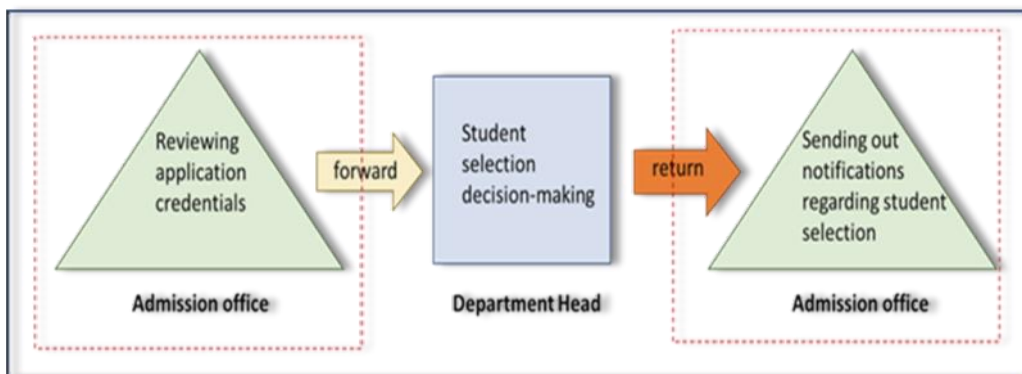 Reviewing
application
credentials
forward
Student
selection
decision-making
return
Sending out
notifications
regarding student
selection
Admission office
Department Head
Admission office